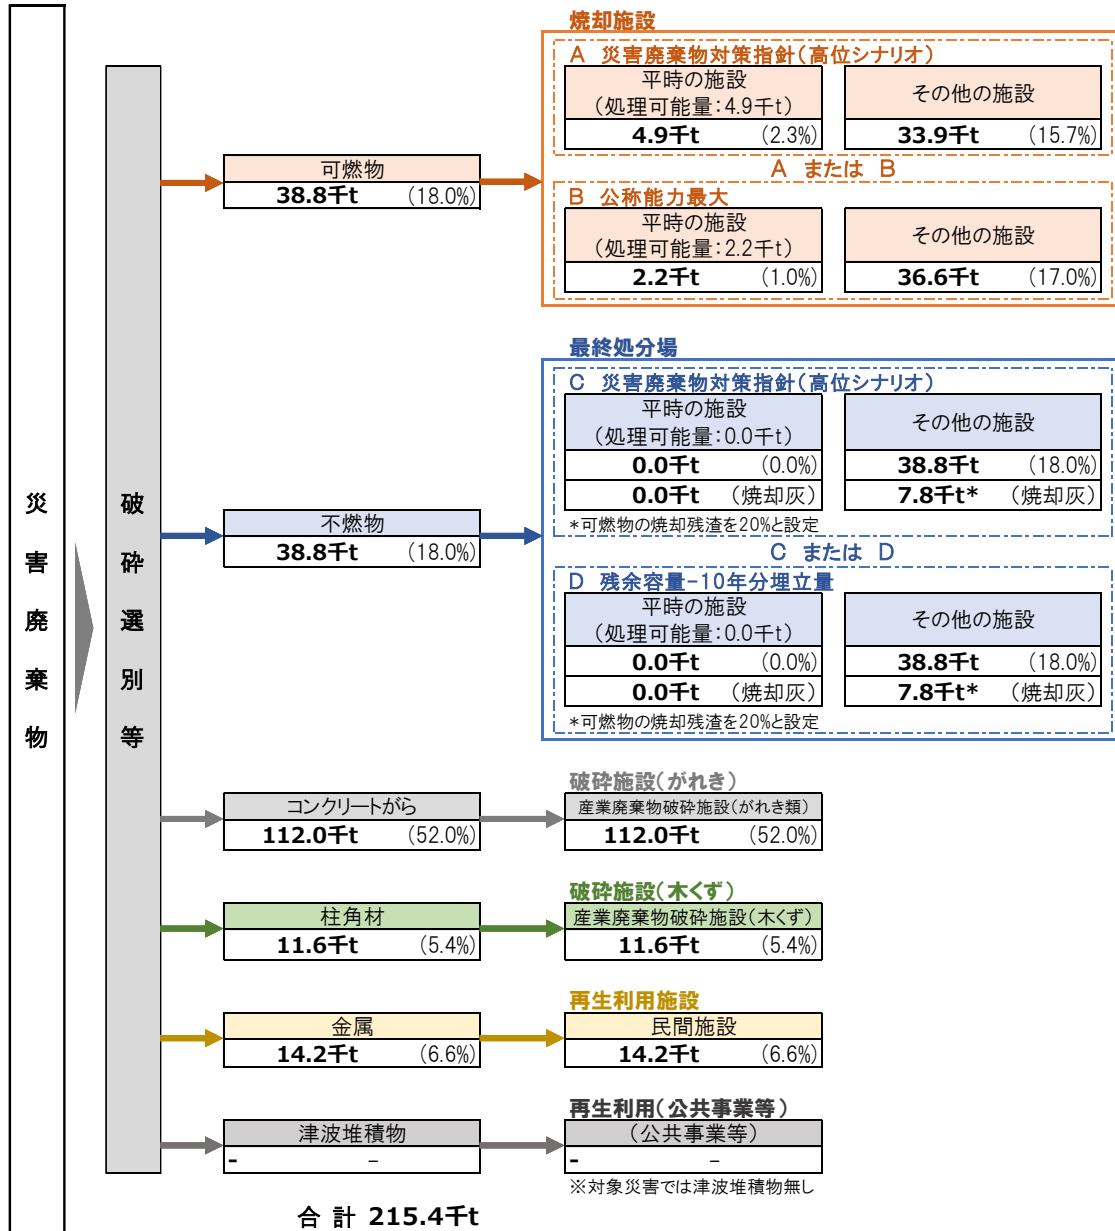 災害廃棄物
破砕選別等
焼却施設
A 災害廃棄物対策指針(高位シナリオ)
平時の施設
(処理可能量:4.9千t)
4.9千t (2.3%)
その他の施設
33.9千t (15.7%)
A または B
可燃物
38.8千t (18.0%)
B 公称能力最大
平時の施設
(処理可能量:2.2千t)
2.2千t (1.0%)
その他の施設
36.6千t (17.0%)
最終処分場
C 災害廃棄物対策指針(高位シナリオ)
平時の施設
(処理可能量:0.0千t)
0.0千t (0.0%)
0.0千t (焼却灰)
その他の施設
38.8千t (18.0%)
7.8千t* (焼却灰)
*可燃物の焼却残渣を20%と設定
不燃物
38.8千t (18.0%)
C または D
D 残余容量-10年分埋立量
平時の施設
(処理可能量:0.0千t)
0.0千t (0.0%)
0.0千t (焼却灰)
その他の施設
38.8千t (18.0%)
7.8千t* (焼却灰)
*可燃物の焼却残渣を20%と設定
破砕施設(がれき)
コンクリートがら
112.0千t (52.0%)
産業廃棄物破砕施設(がれき類)
112.0千t (52.0%)
破砕施設(木くず)
柱角材
11.6千t (5.4%)
産業廃棄物破砕施設(木くず)
11.6千t (5.4%)
再生利用施設
金属
14.2千t (6.6%)
民間施設
14.2千t (6.6%)
再生利用(公共事業等)
津波堆積物
- -
(公共事業等)
- -
※対象災害では津波堆積物無し
合計 215.4千t